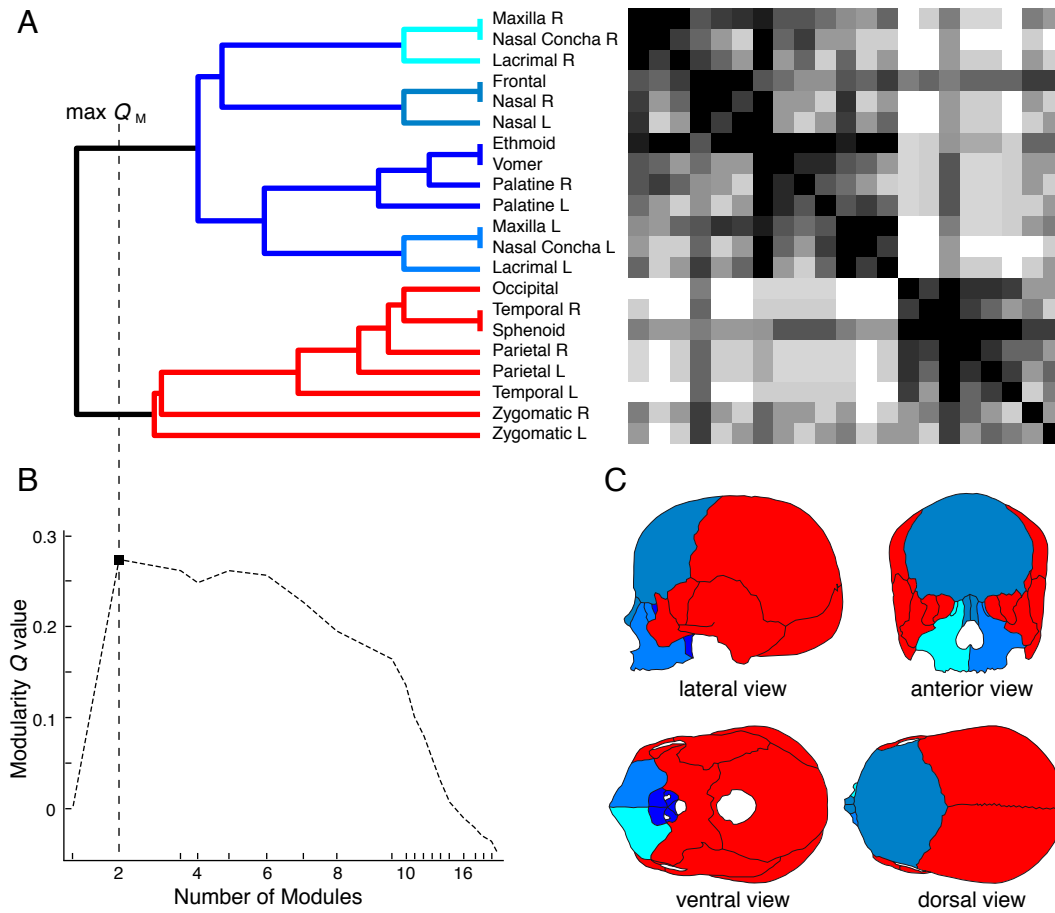 A
max Q M
Maxilla R
Nasal Concha R
Lacrimal R
Frontal
Nasal R
Nasal L
Ethmoid
Vomer
Palatine R
Palatine L
Maxilla L
Nasal Concha L
Lacrimal L
Occipital
Temporal R
Sphenoid
Parietal R
Parietal L
Temporal L
Zygomatic R
Zygomatic L
B
Modularity Q value
0.3
0.2
0.1
0
2
4
6
8
10
16
Number of Modules
C
lateral view
anterior view
ventral view
dorsal view